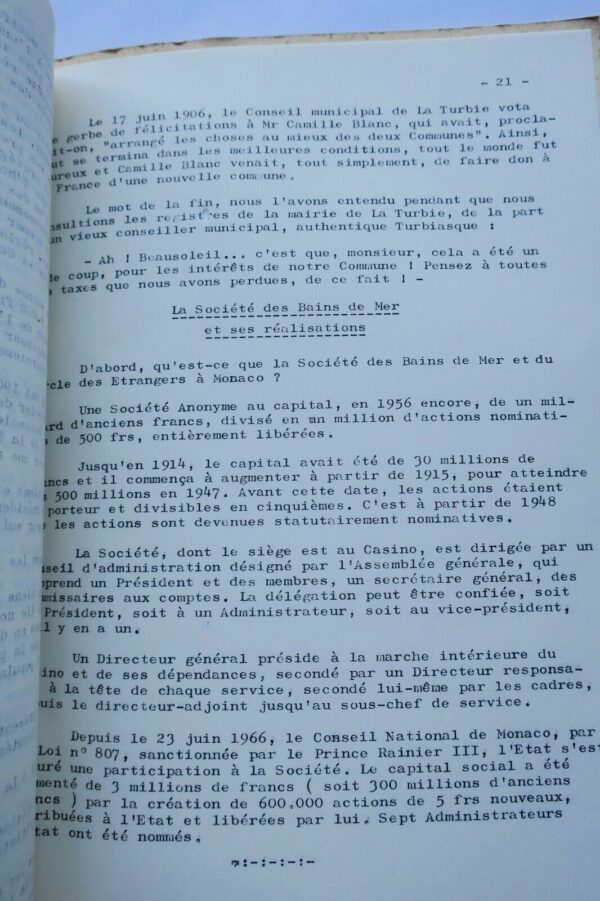 - 21 -
Le 17 juin 1906, le Conseil municipal de La Turbie vota
e gerbe de félicitations à Mr Camille Blanc, qui avait, procla-
it-on, "arrangé les choses au mieux des deux Communes". Ainsi,
ut se termina dans les meilleures conditions, tout le monde fut
ureux et Camille Blanc venait, tout simplement, de faire don à
France d'une nouvelle commune.
Le mot de la fin, nous l'avons entendu pendant que nous
nsultions les registres de la mairie de La Turbie, de la part
un vieux conseiller municipal, authentique Turbiasque :
- Ah ! Beausoleil... c'est que, monsieur, cela a été un
de coup, pour les intérêts de notre Commune ! Pensez à toutes
s taxes que nous avons perdues, de ce fait ! -
La Société des Bains de Mer
et ses réalisations
D'abord, qu'est-ce que la Société des Bains de Mer et du
rcle des Etrangers à Monaco ?
Une Société Anonyme au capital, en 1956 encore, de un mil-
ard d'anciens francs, divisé en un million d'actions nominati-
s de 500 frs, entièrement libérées.
Jusqu'en 1914, le capital avait été de 30 millions de
ancs et il commença à augmenter à partir de 1915, pour atteindre
s 500 millions en 1947. Avant cette date, les actions étaient
porteur et divisibles en cinquièmes. C'est à partir de 1948
e les actions sont devenues statutairement nominatives.
La Société, dont le siège est au Casino, est dirigée par un
nseil d'administration désigné par l'Assemblée générale, qui
mprend un Président et des membres, un secrétaire général, des
mmissaires aux comptes. La délégation peut être confiée, soit
Président, soit à un Administrateur, soit au vice-président,
il y en a un.
Un Directeur général préside à la marche intérieure du
ino et de ses dépendances, secondé par un Directeur responsa-
à la tête de chaque service, secondé lui-même par les cadres,
uis le directeur-adjoint jusqu'au sous-chef de service.
Depuis le 23 juin 1966, le Conseil National de Monaco, par
Loi n° 807, sanctionnée par le Prince Rainier III, l'Etat s'est
uré une participation à la Société. Le capital social a été
menté de 3 millions de francs ( soit 300 millions d'anciens
ncs ) par la création de 600.000 actions de 5 frs nouveaux,
ribuées à l'Etat et libérées par lui. Sept Administrateurs
tat ont été nommés.
*:-:-:-:-